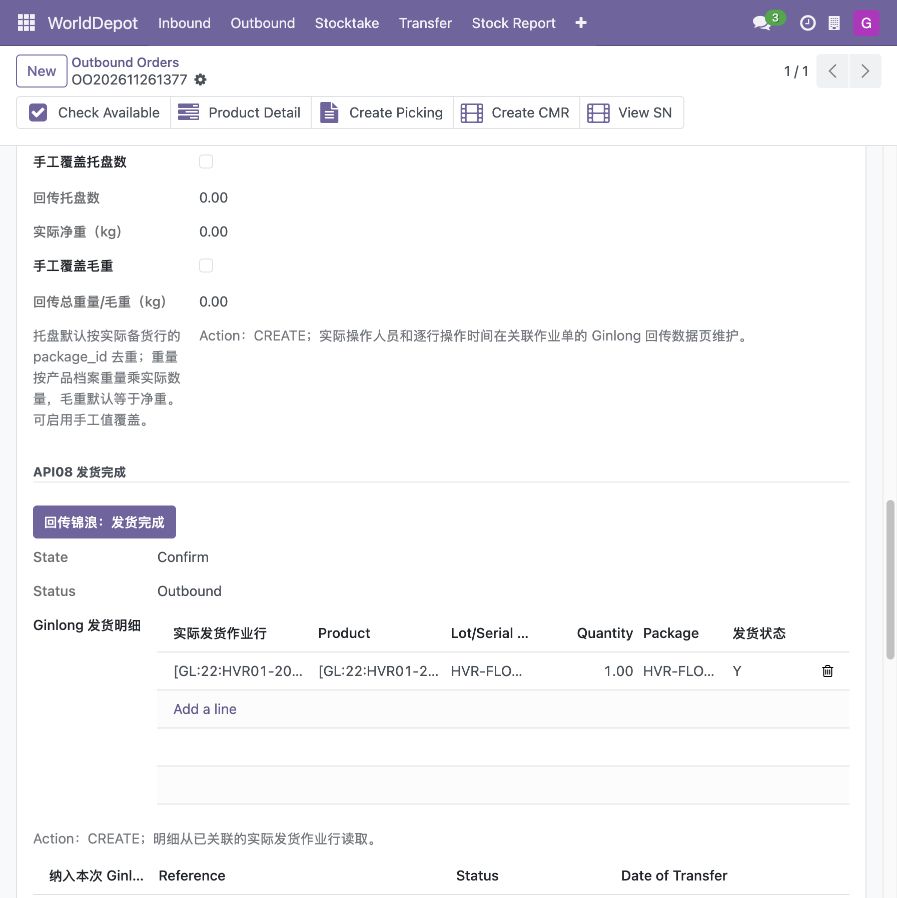 WorldDepot Inbound Outbound Stocktake Transfer Stock Report 3 G
New
Outbound Orders
OO202611261377
1 / 1
Check Available Product Detail Create Picking Create CMR View SN
手工覆盖托盘数
回传托盘数 0.00
实际净重（kg） 0.00
手工覆盖毛重
回传总重量/毛重（kg） 0.00
托盘默认按实际备货行的 Action：CREATE；实际操作人员和逐行操作时间在关联作业单的 Ginlong 回传数据页维护。
package_id 去重；重量
按产品档案重量乘实际数
量，毛重默认等于净重。
可启用手工值覆盖。
API08 发货完成
回传锦浪：发货完成
State Confirm
Status Outbound
Ginlong 发货明细
实际发货作业行 Product Lot/Serial ... Quantity Package 发货状态
[GL:22:HVR01-20... [GL:22:HVR01-2... HVR-FLO... 1.00 HVR-FLO... Y
Add a line
Action：CREATE；明细从已关联的实际发货作业行读取。
纳入本次 Ginl... Reference Status Date of Transfer